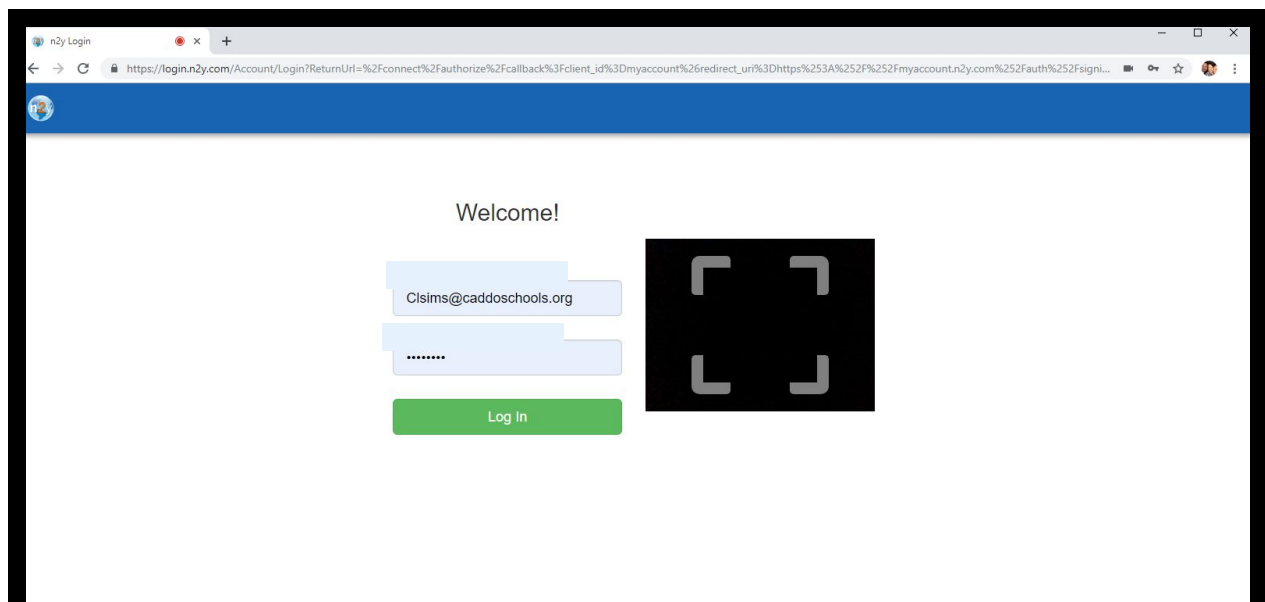 n2y Login
https://login.n2y.com/Account/Login?ReturnUrl=%2Fconnect%2Fauthorize%2Fcallback%3Fclient_id%3Dmyaccount%26redirect_uri%3Dhttps%253A%252F%252Fmyaccount.n2y.com%252Fauth%252Fsigni...
n2y
Welcome!
Clsims@caddoschools.org
••••••••
Log In